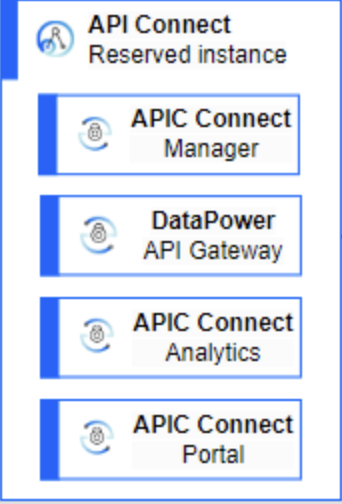 API Connect
Reserved instance
APIC Connect
Manager
DataPower
API Gateway
APIC Connect
Analytics
APIC Connect
Portal